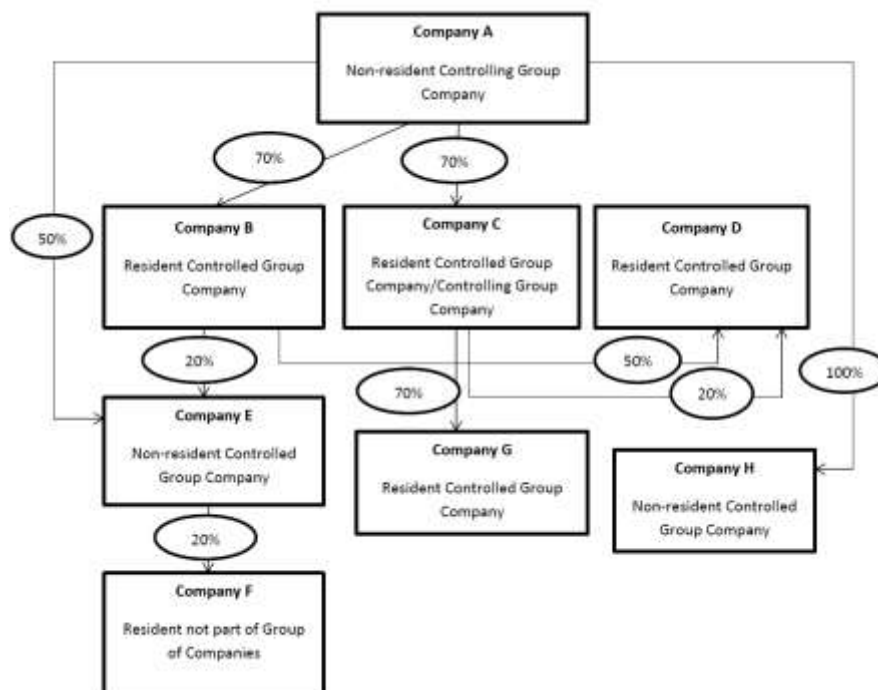 Company A
Non-resident Controlling Group
Company
70%
70%
Company B
Resident Controlled Group
Company
Company C
Resident Controlled Group
Company/Controlling Group
Company
Company D
Resident Controlled Group
Company
50%
20%
50%
70%
20%
100%
Company E
Non-resident Controlled
Group Company
Company G
Resident Controlled Group
Company
Company H
Non-resident Controlled
Group Company
20%
Company F
Resident not part of Group
of Companies